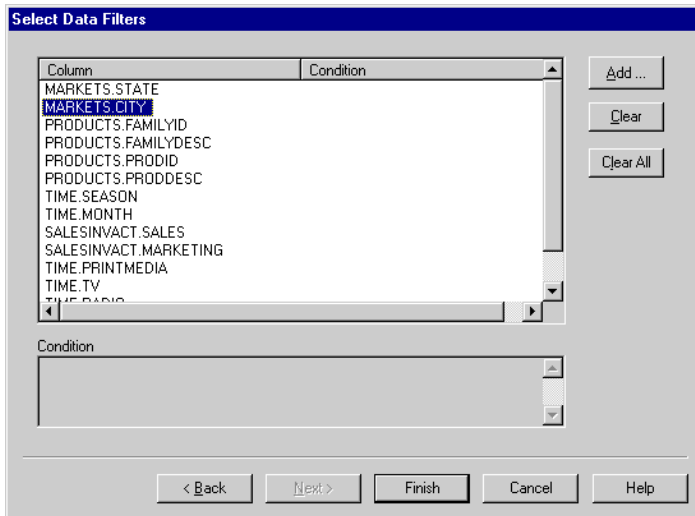 Select Data Filters
Column Condition
MARKETS.STATE
MARKETS.CITY
PRODUCTS.FAMILYID
PRODUCTS.FAMILYDESC
PRODUCTS.PRODID
PRODUCTS.PRODDESC
TIME.SEASON
TIME.MONTH
SALESINVACT.SALES
SALESINVACT.MARKETING
TIME.PRINTMEDIA
TIME.TV
TIME.RADIO
Add ...
Clear
Clear All
Condition
< Back Next > Finish Cancel Help